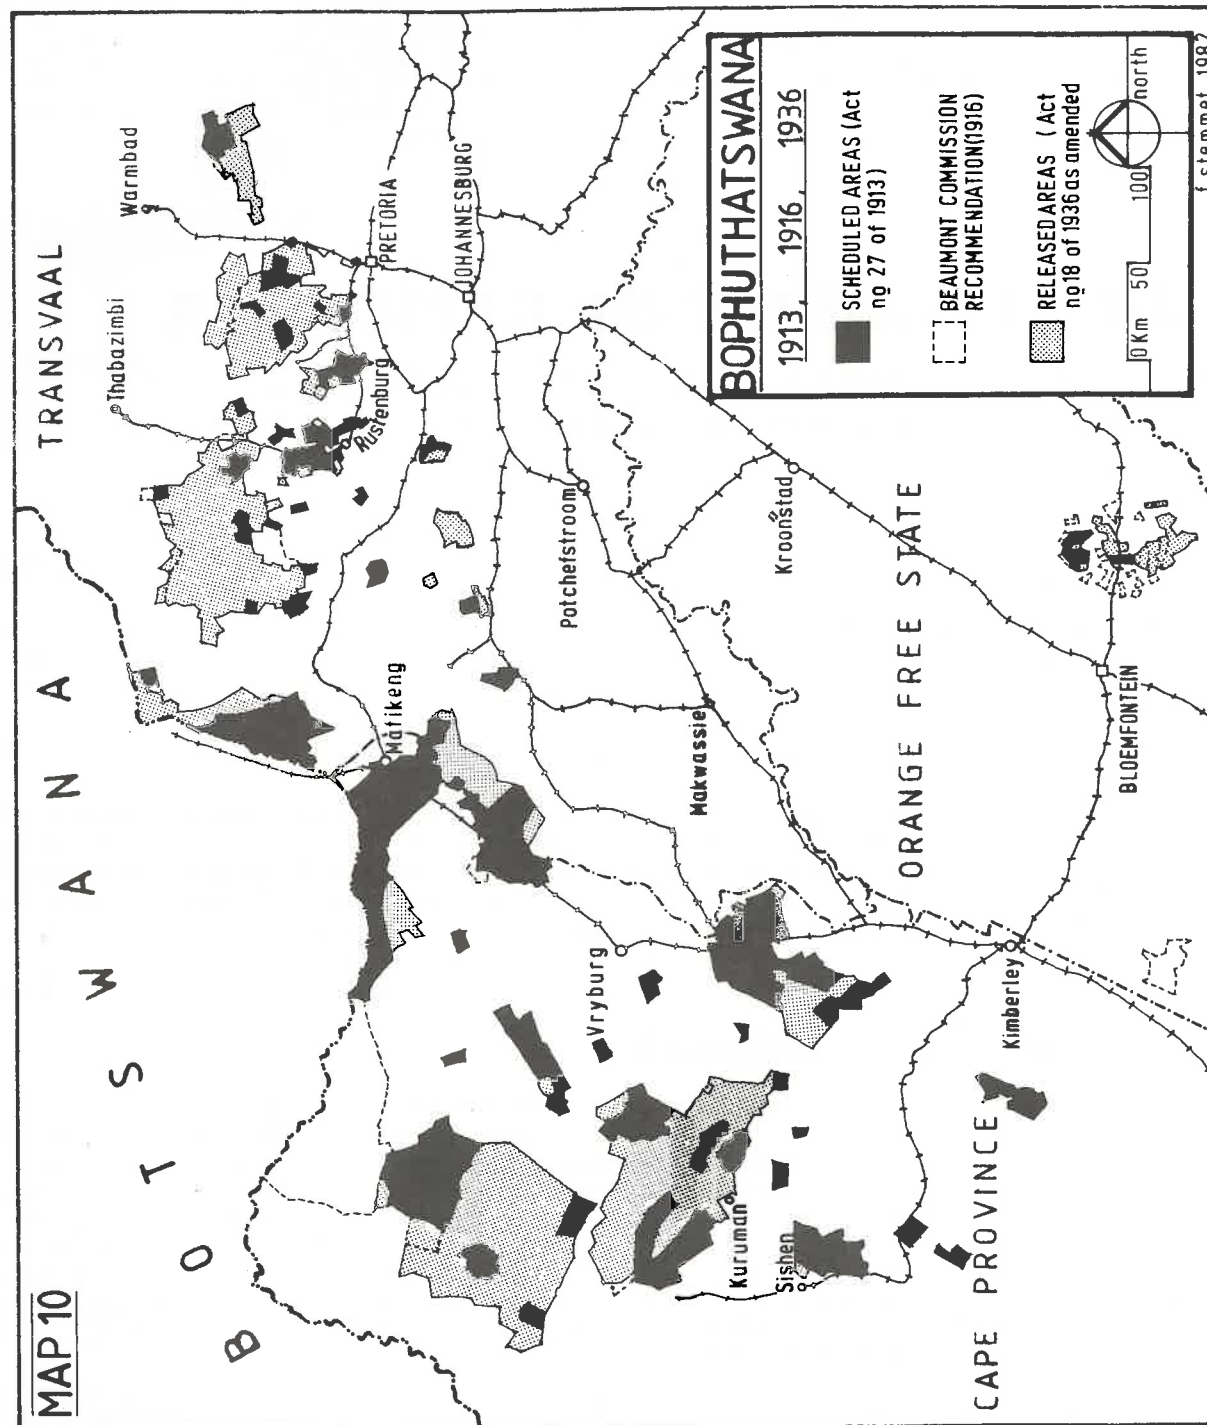 MAP 10
BOTSWANA
TRANSVAAL
Thabazimbi
Warmbad
PRETORIA
JOHANNESBURG
Rustenburg
Mafikeng
Potchefstroom
Kroonstad
Makwassie
Vryburg
ORANGE FREE STATE
BLOEMFONTEIN
Kimberley
Kuruman
Sishen
CAPE PROVINCE
BOPHUTHATSWANA
1913, 1916, 1936
SCHEDULED AREAS (Act
no 27 of 1913)
BEAUMONT COMMISSION
RECOMMENDATION(1916)
RELEASED AREAS (Act
no18 of 1936 as amended
0 Km 50 100
north
f stemmet 1982